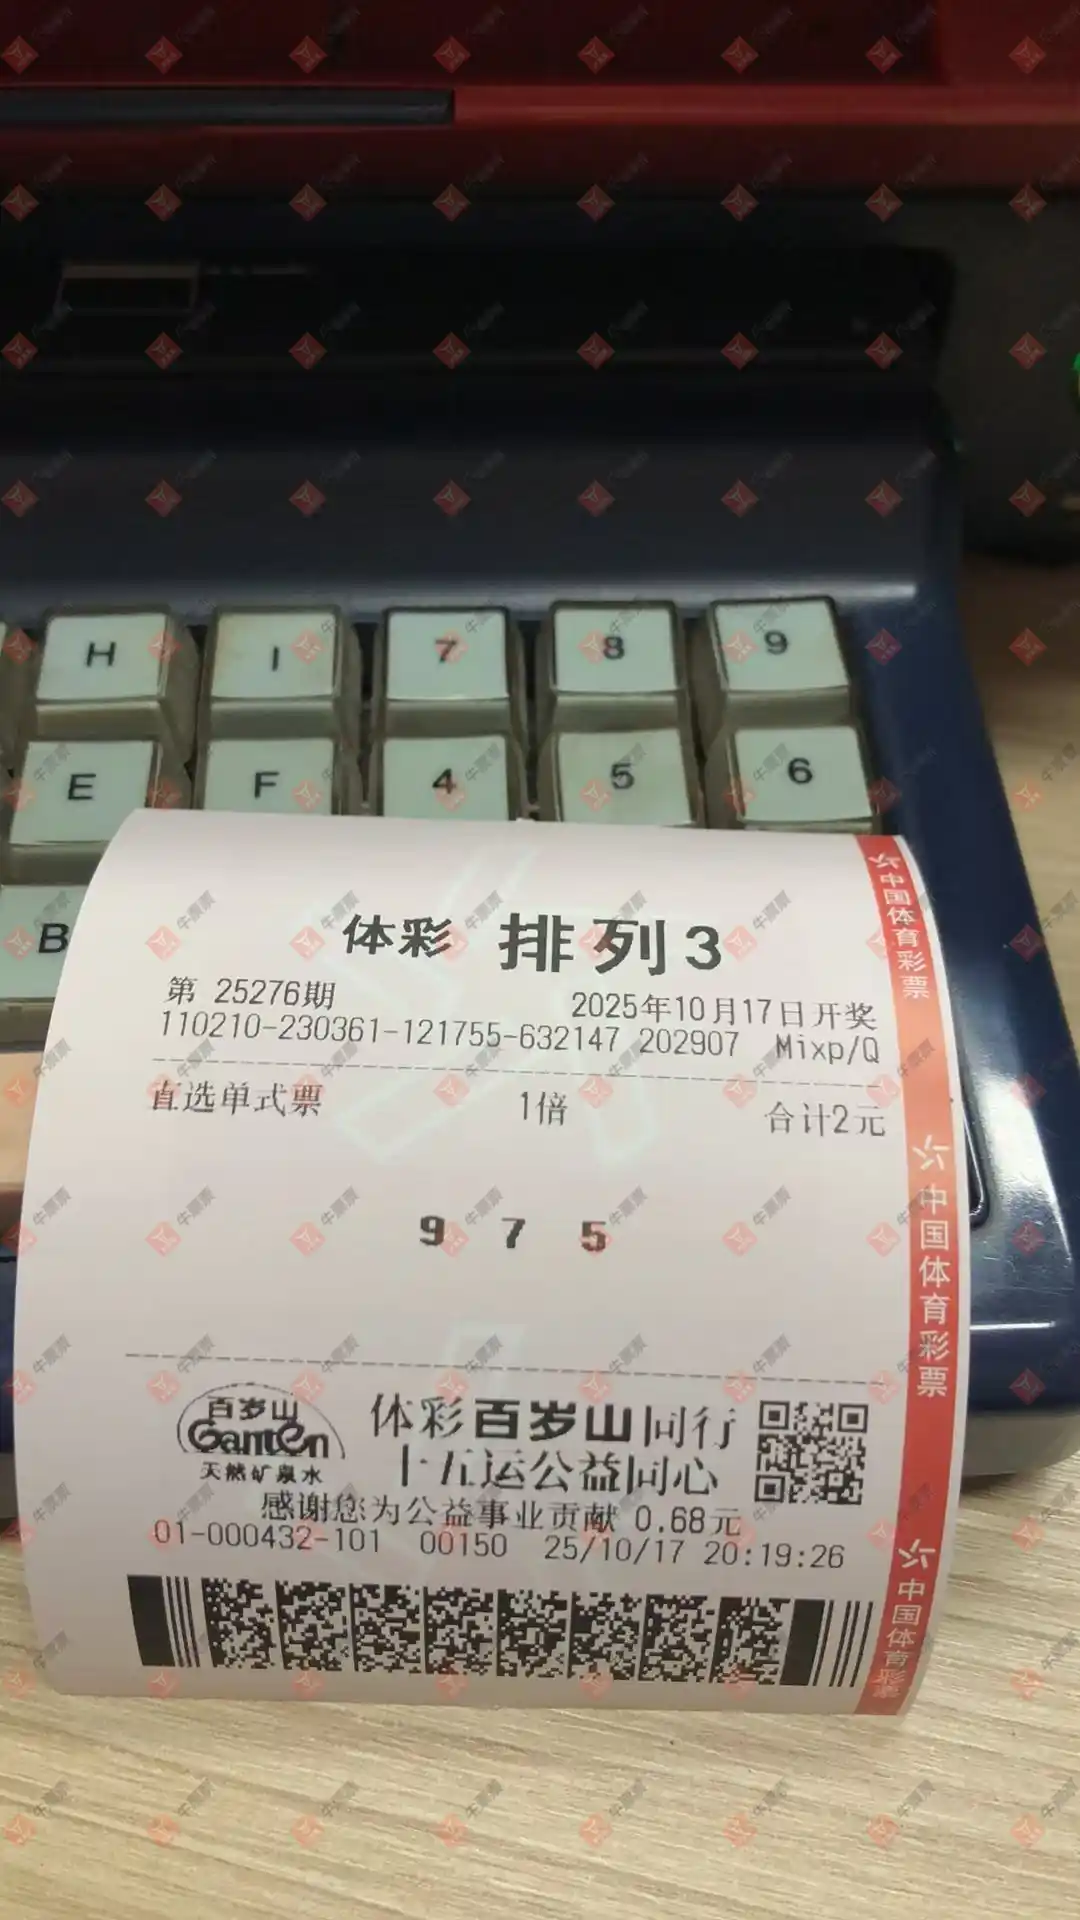 H I 7 8 9
E F 4 5 6
B
体彩 排列3
第 25276期 2025年10月17日开奖
110210-230361-121755-632147 202907 Mixp/Q
直选单式票 1倍 合计2元
9 7 5
百岁山
Ganten
天然矿泉水
体彩百岁山同行
十五运公益同心
感谢您为公益事业贡献 0.68元
01-000432-101 00150 25/10/17 20:19:26
中国体育彩票
中国体育彩票
中国体育彩票
牛票票